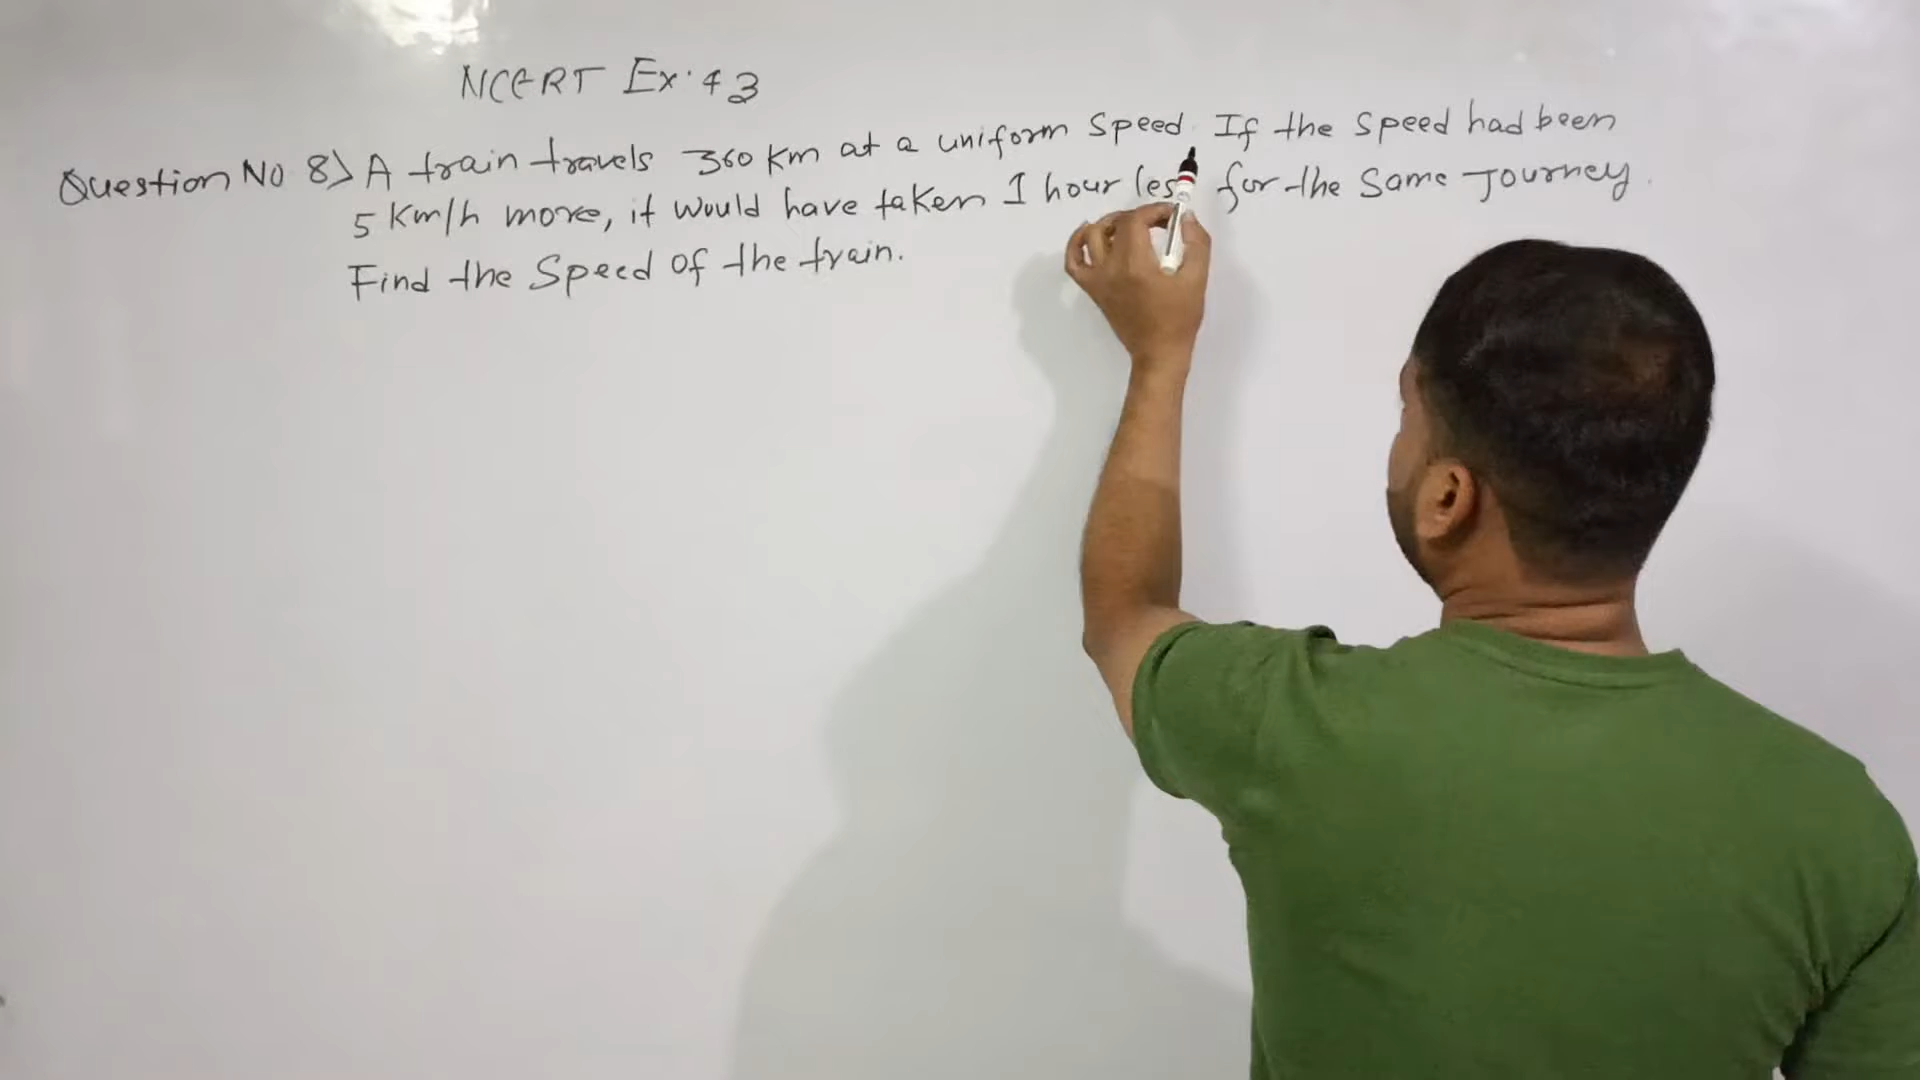 NCERT Ex. 4.3
Question No 8) A train travels 360 km at a uniform speed. If the speed had been
5 km/h more, it would have taken 1 hour less for the same Journey.
Find the Speed of the train.